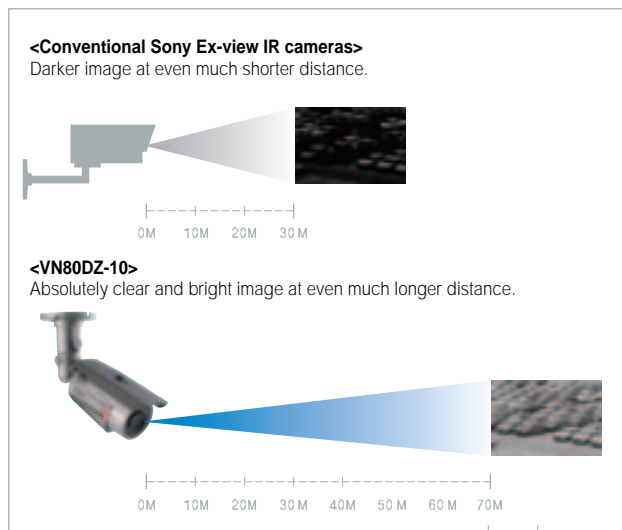 <Conventional Sony Ex-view IR cameras>
Darker image at even much shorter distance.
0M 10M 20M 30M
<VN80DZ-10>
Absolutely clear and bright image at even much longer distance.
0M 10M 20M 30M 40M 50M 60M 70M